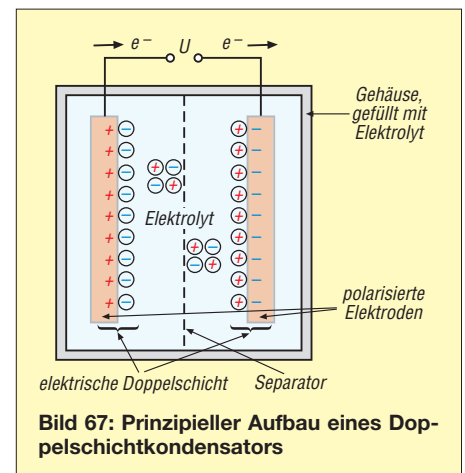 e⁻ U e⁻
Gehäuse,
gefüllt mit
Elektrolyt
+ − + −
+ − + −
+ − + − + −
+ − − + + −
+ − + −
Elektrolyt
+ − + −
+ − + − + −
+ − − + + −
+ − + −
polarisierte
Elektroden
elektrische Doppelschicht Separator
Bild 67: Prinzipieller Aufbau eines Dop-
pelschichtkondensators